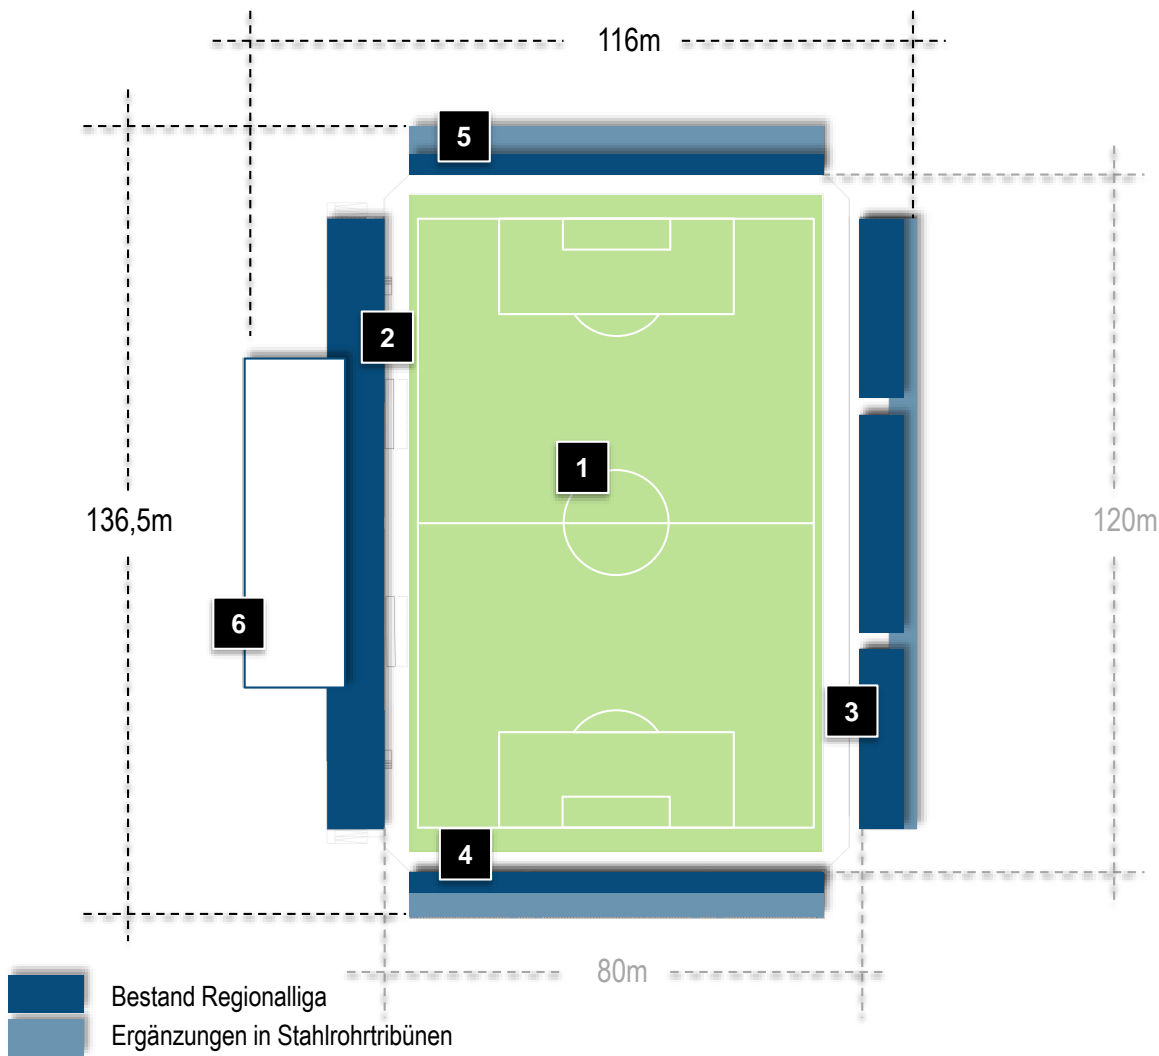 116m
5
2
1
136,5m
120m
6
3
4
80m
Bestand Regionalliga
Ergänzungen in Stahlrohrtribünen